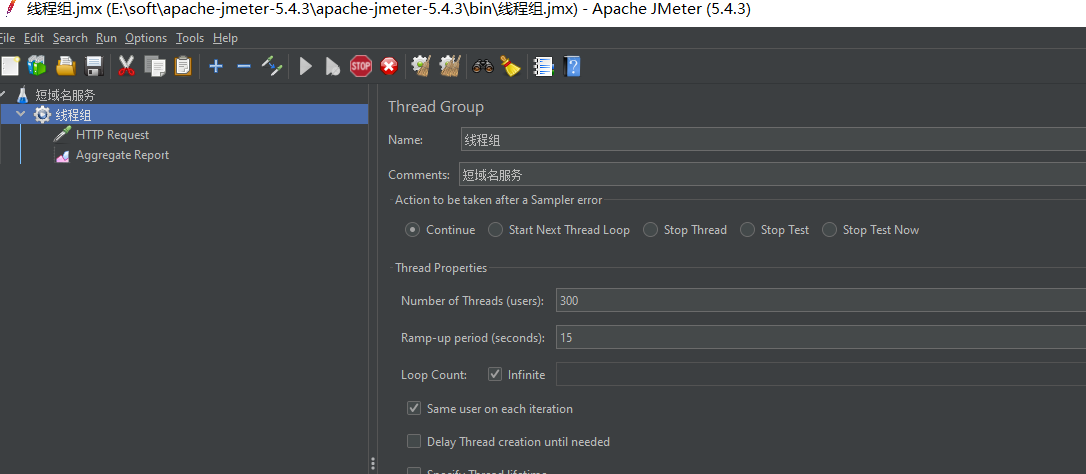 线程组.jmx (E:\soft\apache-jmeter-5.4.3\apache-jmeter-5.4.3\bin\线程组.jmx) - Apache JMeter (5.4.3)
File Edit Search Run Options Tools Help
STOP
短域名服务
线程组
HTTP Request
Aggregate Report
Thread Group
Name: 线程组
Comments: 短域名服务
Action to be taken after a Sampler error
Continue Start Next Thread Loop Stop Thread Stop Test Stop Test Now
Thread Properties
Number of Threads (users): 300
Ramp-up period (seconds): 15
Loop Count: Infinite
Same user on each iteration
Delay Thread creation until needed
Specify Thread lifetime